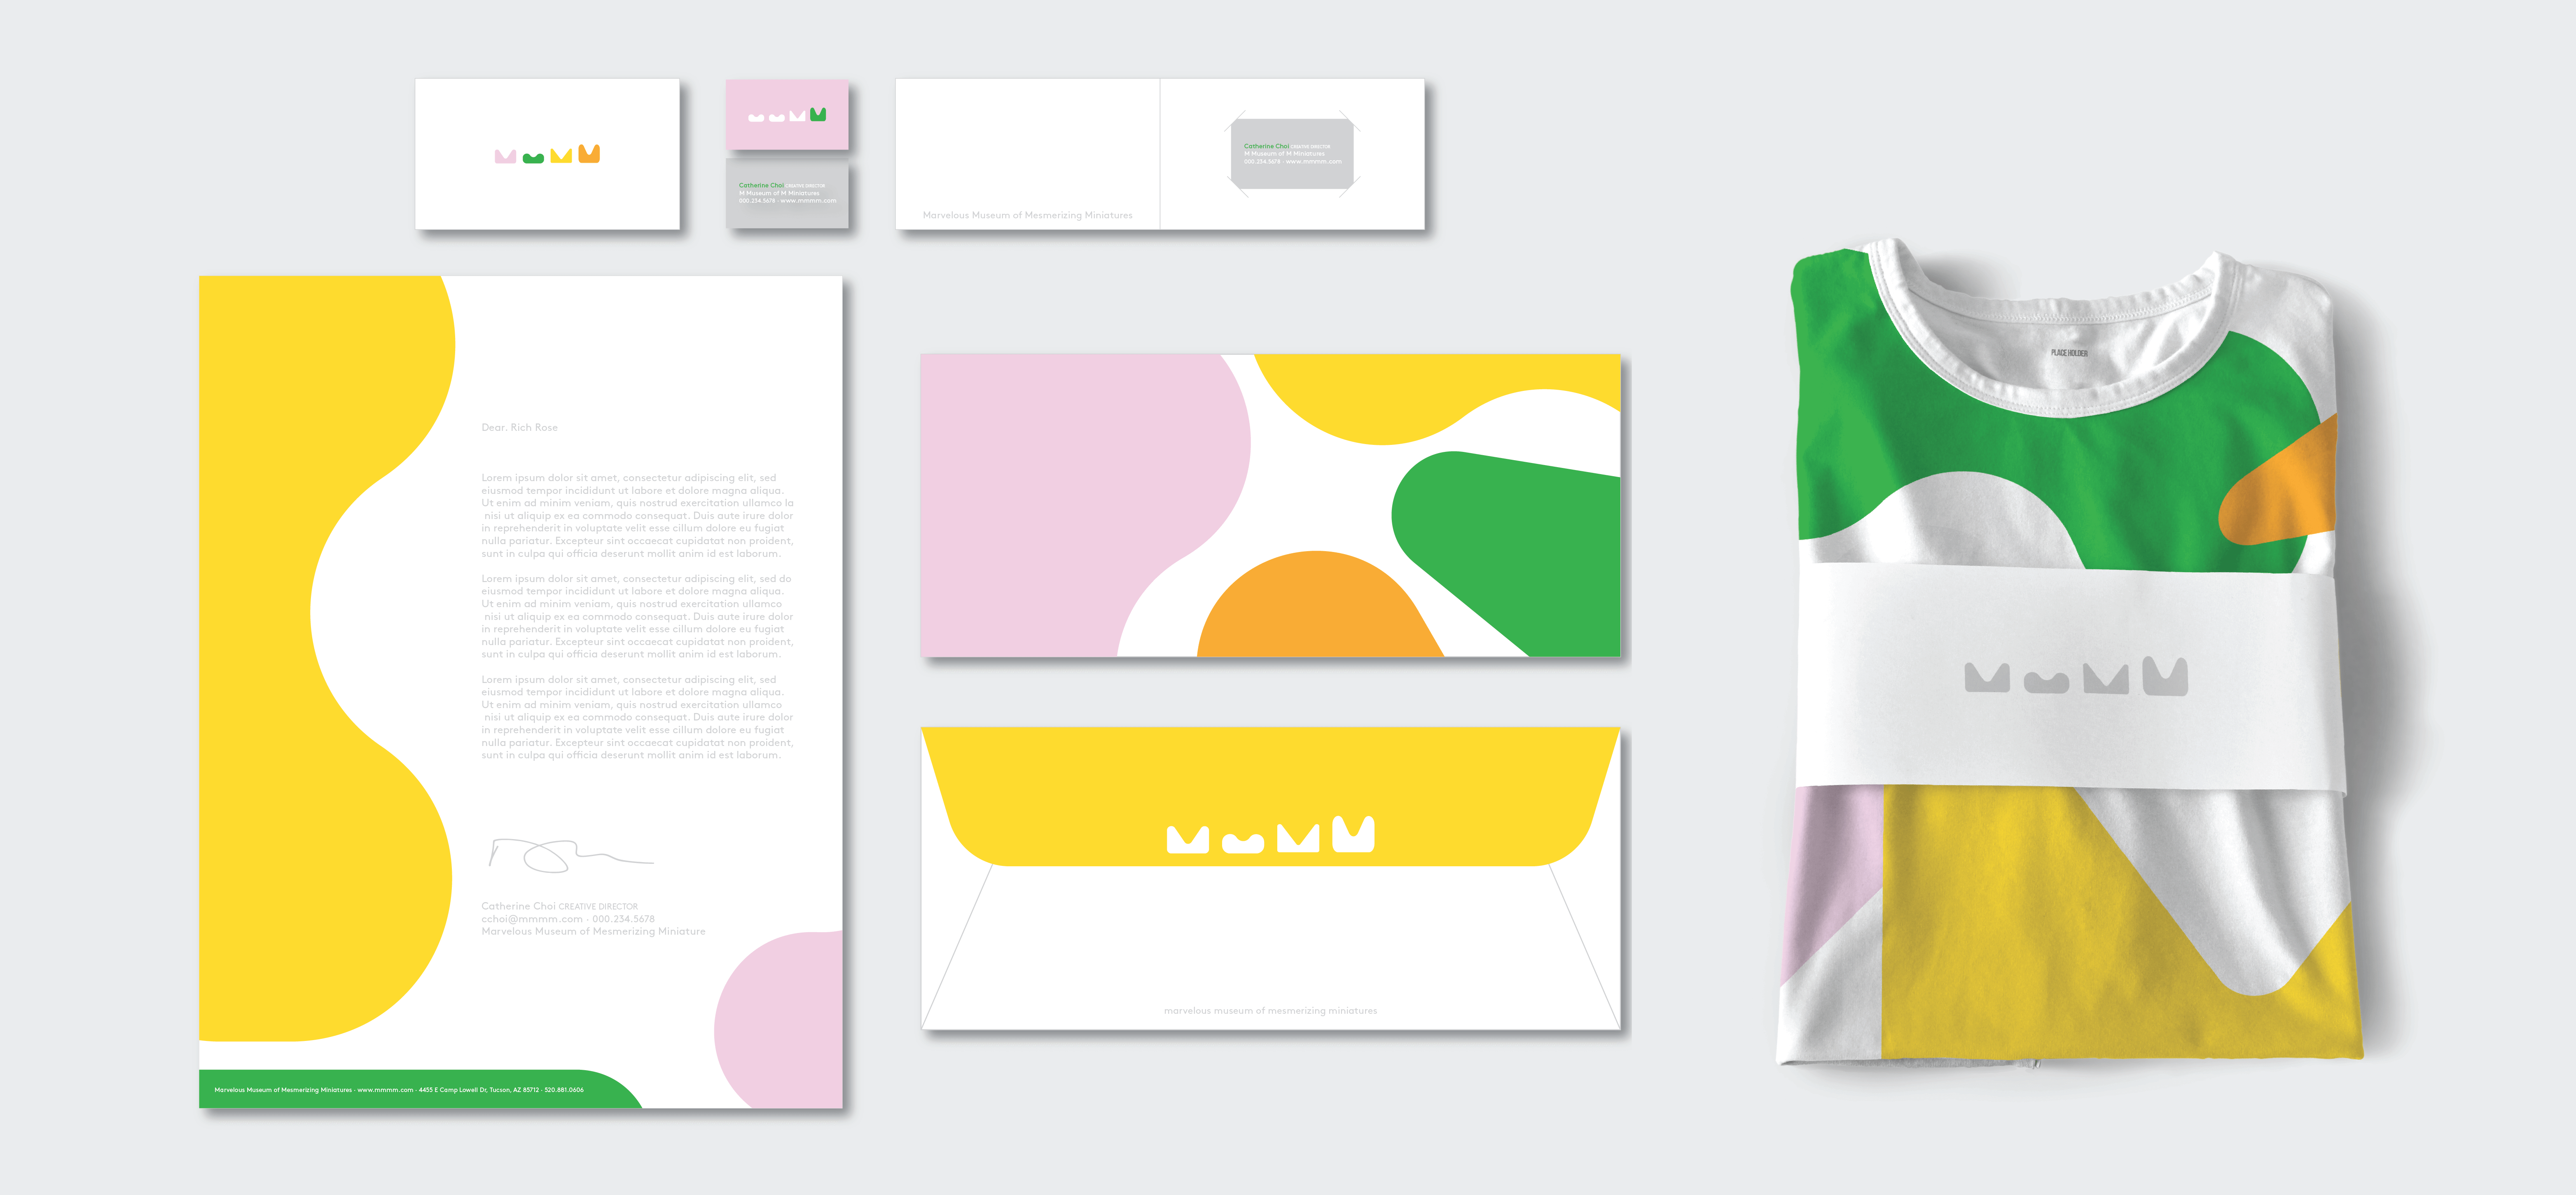 Catherine Choi CREATIVE DIRECTOR
M Museum of M Miniatures
000.234.5678 · www.mmmm.com
Marvelous Museum of Mesmerizing Miniatures
Catherine Choi CREATIVE DIRECTOR
M Museum of M Miniatures
000.234.5678 · www.mmmm.com
Dear. Rich Rose
Lorem ipsum dolor sit amet, consectetur adipiscing elit, sed
eiusmod tempor incididunt ut labore et dolore magna aliqua.
Ut enim ad minim veniam, quis nostrud exercitation ullamco la
nisi ut aliquip ex ea commodo consequat. Duis aute irure dolor
in reprehenderit in voluptate velit esse cillum dolore eu fugiat
nulla pariatur. Excepteur sint occaecat cupidatat non proident,
sunt in culpa qui officia deserunt mollit anim id est laborum.
Lorem ipsum dolor sit amet, consectetur adipiscing elit, sed do
eiusmod tempor incididunt ut labore et dolore magna aliqua.
Ut enim ad minim veniam, quis nostrud exercitation ullamco
nisi ut aliquip ex ea commodo consequat. Duis aute irure dolor
in reprehenderit in voluptate velit esse cillum dolore eu fugiat
nulla pariatur. Excepteur sint occaecat cupidatat non proident,
sunt in culpa qui officia deserunt mollit anim id est laborum.
Lorem ipsum dolor sit amet, consectetur adipiscing elit, sed
eiusmod tempor incididunt ut labore et dolore magna aliqua.
Ut enim ad minim veniam, quis nostrud exercitation ullamco
nisi ut aliquip ex ea commodo consequat. Duis aute irure dolor
in reprehenderit in voluptate velit esse cillum dolore eu fugiat
nulla pariatur. Excepteur sint occaecat cupidatat non proident,
sunt in culpa qui officia deserunt mollit anim id est laborum.
Catherine Choi CREATIVE DIRECTOR
cchoi@mmmm.com · 000.234.5678
Marvelous Museum of Mesmerizing Miniature
Marvelous Museum of Mesmerizing Miniatures · www.mmmm.com · 4455 E Camp Lowell Dr, Tucson, AZ 85712 · 520.881.0606
marvelous museum of mesmerizing miniatures
PLACE HOLDER